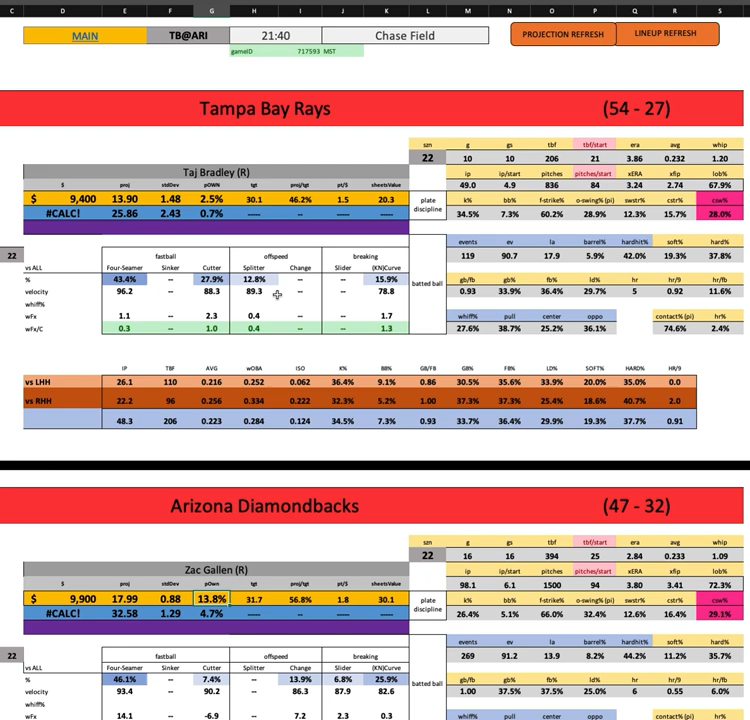 C D E F G H I J K L M N O P Q R S
MAIN TB@ARI 21:40 Chase Field PROJECTION REFRESH LINEUP REFRESH
gameID 717593 MST
Tampa Bay Rays (54 - 27)
szn g gs tbf tbf/start era avg whip
22 10 10 206 21 3.86 0.232 1.20
Taj Bradley (R) ip ip/start pitches pitches/start xERA xfip lob%
$ proj stdDev pOWN tgt proj/tgt pt/$ sheetsValue 49.0 4.9 836 84 3.24 2.74 67.9%
$ 9,400 13.90 1.48 2.5% 30.1 46.2% 1.5 20.3 plate discipline k% bb% f-strike% o-swing% (pi) swstr% cstr% csw%
#CALC! 25.86 2.43 0.7% ---- -- ---- 34.5% 7.3% 60.2% 28.9% 12.3% 15.7% 28.0%
events ev la barrel% hardhit% soft% hard%
22 fastball offspeed breaking 119 90.7 17.9 5.9% 42.0% 19.3% 37.8%
vs ALL Four-Seamer Sinker Cutter Splitter Change Slider (KN)Curve batted ball
% 43.4% -- 27.9% 12.8% -- -- 15.9% gb/fb gb% fb% ld% hr hr/9 hr/fb
velocity 96.2 -- 88.3 89.3 -- -- 78.8 0.93 33.9% 36.4% 29.7% 5 0.92 11.6%
whiff%
wFx 1.1 -- 2.3 0.4 -- -- 1.7 whiff% pull center oppo contact% (pi) hr%
wFx/C 0.3 -- 1.0 0.4 -- -- 1.3 27.6% 38.7% 25.2% 36.1% 74.6% 2.4%
IP TBF AVG wOBA ISO K% BB% GB/FB GB% FB% LD% SOFT% HARD% HR/9
vs LHH 26.1 110 0.216 0.252 0.062 36.4% 9.1% 0.86 30.5% 35.6% 33.9% 20.0% 35.0% 0.0
vs RHH 22.2 96 0.256 0.334 0.222 32.3% 5.2% 1.00 37.3% 37.3% 25.4% 18.6% 40.7% 2.0
48.3 206 0.223 0.284 0.124 34.5% 7.3% 0.93 33.7% 36.4% 29.9% 19.3% 37.7% 0.91
Arizona Diamondbacks (47 - 32)
szn g gs tbf tbf/start era avg whip
22 16 16 394 25 2.84 0.233 1.09
Zac Gallen (R) ip ip/start pitches pitches/start xERA xfip lob%
$ proj stdDev pOwn tgt proj/tgt pt/$ sheetsValue 98.1 6.1 1500 94 3.80 3.41 72.3%
$ 9,900 17.99 0.88 13.8% 31.7 56.8% 1.8 30.1 plate discipline k% bb% f-strike% o-swing% (pi) swstr% cstr% csw%
#CALC! 32.58 1.29 4.7% ---- -- ---- 26.4% 5.1% 66.0% 32.4% 12.6% 16.4% 29.1%
events ev la barrel% hardhit% soft% hard%
22 fastball offspeed breaking 269 91.2 13.9 8.2% 44.2% 11.2% 35.7%
vs ALL Four-Seamer Sinker Cutter Splitter Change Slider (KN)Curve batted ball
% 46.1% -- 7.4% -- 13.9% 6.8% 25.9% gb/fb gb% fb% ld% hr hr/9 hr/fb
velocity 93.4 -- 90.2 -- 86.3 87.9 82.6 1.00 37.5% 37.5% 25.0% 6 0.55 6.0%
whiff%
wFx 14.1 -- -6.9 -- 7.2 2.3 0.3 whiff% pull center oppo contact% (pi) hr%